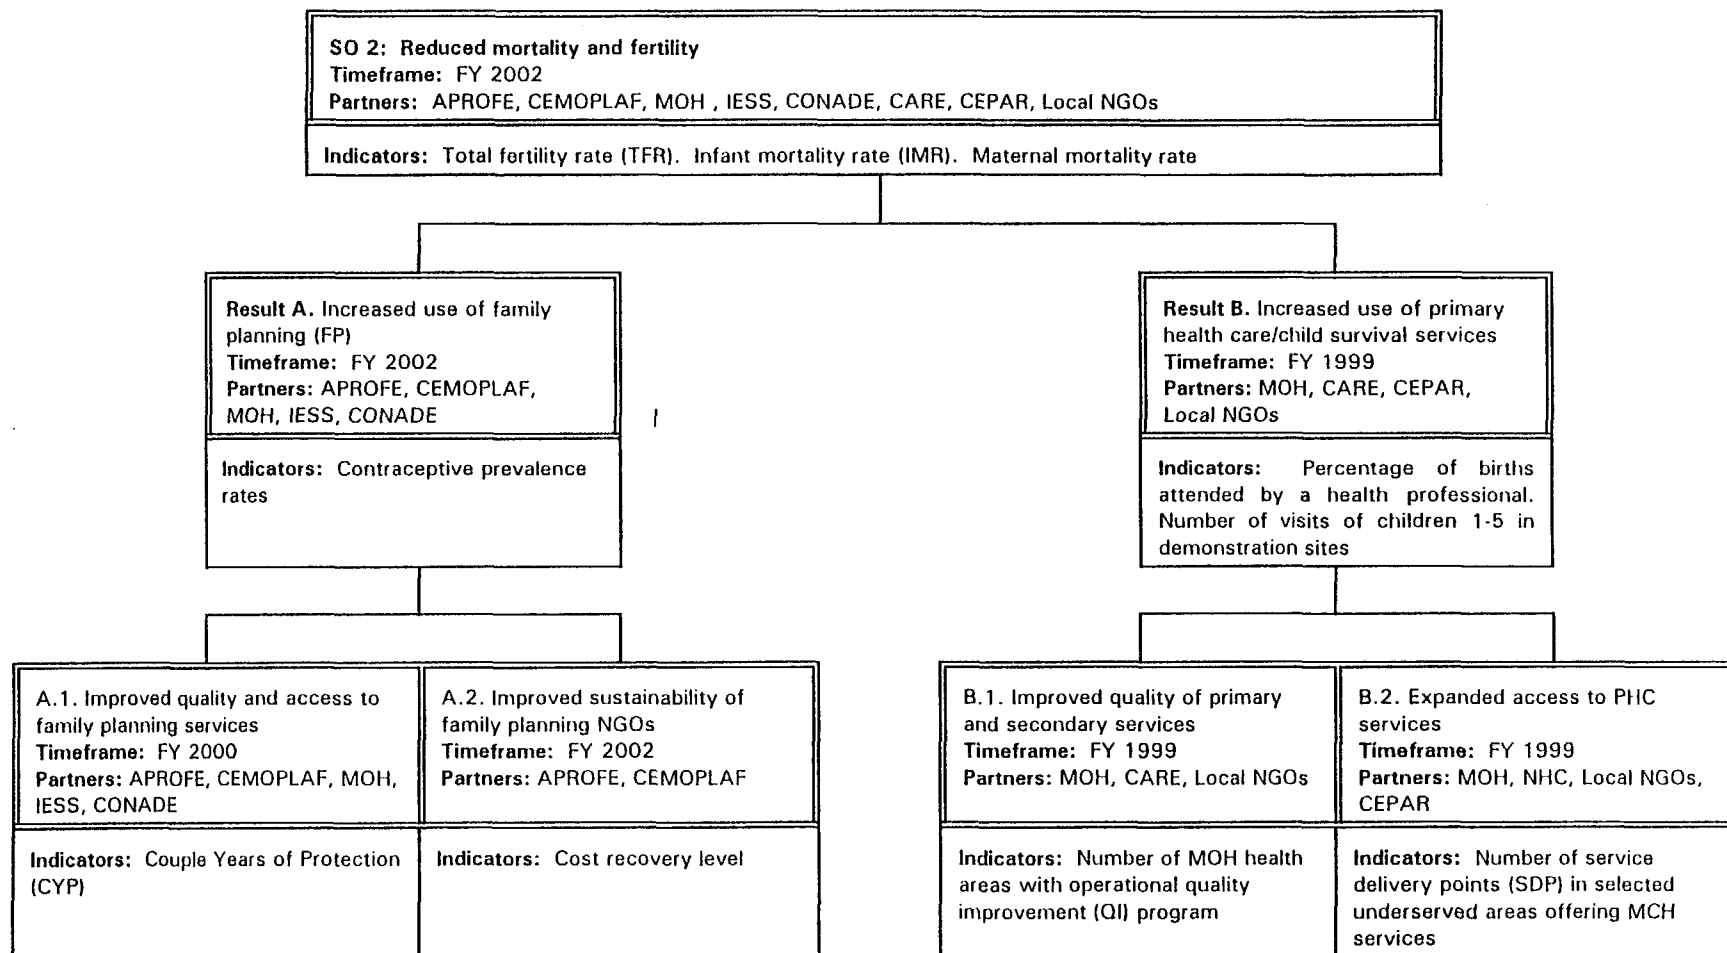 SO 2: Reduced mortality and fertility
Timeframe: FY 2002
Partners: APROFE, CEMOPLAF, MOH , IESS, CONADE, CARE, CEPAR, Local NGOs
Indicators: Total fertility rate (TFR). Infant mortality rate (IMR). Maternal mortality rate
Result A. Increased use of family
planning (FP)
Timeframe: FY 2002
Partners: APROFE, CEMOPLAF,
MOH, IESS, CONADE
Indicators: Contraceptive prevalence
rates
Result B. Increased use of primary
health care/child survival services
Timeframe: FY 1999
Partners: MOH, CARE, CEPAR,
Local NGOs
Indicators: Percentage of births
attended by a health professional.
Number of visits of children 1-5 in
demonstration sites
A.1. Improved quality and access to
family planning services
Timeframe: FY 2000
Partners: APROFE, CEMOPLAF, MOH,
IESS, CONADE
Indicators: Couple Years of Protection
(CYP)
A.2. Improved sustainability of
family planning NGOs
Timeframe: FY 2002
Partners: APROFE, CEMOPLAF
Indicators: Cost recovery level
B.1. Improved quality of primary
and secondary services
Timeframe: FY 1999
Partners: MOH, CARE, Local NGOs
Indicators: Number of MOH health
areas with operational quality
improvement (QI) program
B.2. Expanded access to PHC
services
Timeframe: FY 1999
Partners: MOH, NHC, Local NGOs,
CEPAR
Indicators: Number of service
delivery points (SDP) in selected
underserved areas offering MCH
services